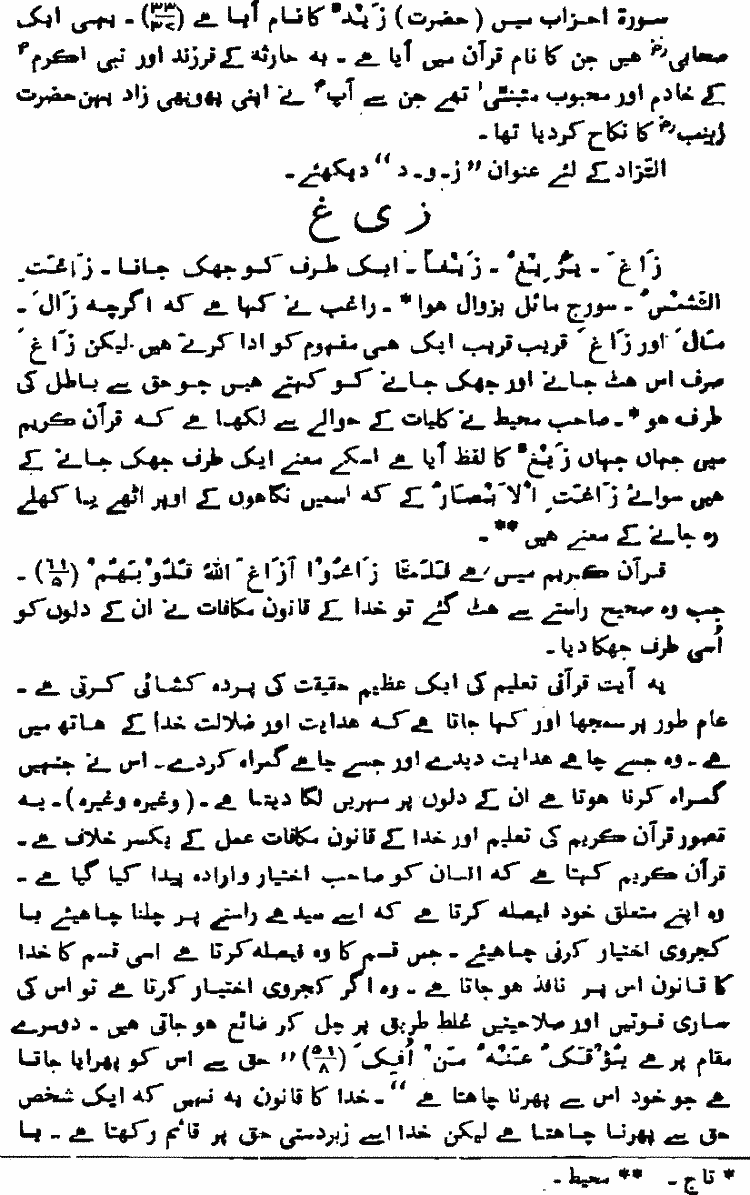 سورۃ احزاب میں (حضرت) زَیْدٌ کا نام آیا ہے (۳۳/۳۷)۔ یہی ایک
صحابیؓ ہیں جن کا نام قرآن میں آیا ہے۔ یہ حارثہ کے فرزند اور نبی اکرمؐ
کے خادم اور محبوب متبنّٰی تھے جن سے آپؐ نے اپنی پھوپھی زاد بہن حضرت
زینبؓ کا نکاح کر دیا تھا۔
الزّاد کے لئے عنوان ”ز۔و۔د“ دیکھئے۔
ز ی غ
زَاغَ۔ یَزِیْغُ۔ زَیْغاً۔ ایک طرف کو جھک جانا۔ زَاغَتِ
الشَّمْسُ۔ سورج مائل بزوال ہوا*۔ راغب نے کہا ہے کہ اگرچہ زَالَ۔
مَالَ اور زَاغَ قریب قریب ایک ہی مفہوم کو ادا کرتے ہیں لیکن زَاغَ
صرف اس ہٹ جانے اور جھک جانے کو کہتے ہیں جو حق سے باطل کی
طرف ہو*۔ صاحب محیط نے کلیات کے حوالے سے لکھا ہے کہ قرآن کریم
میں جہاں جہاں زَیْغٌ کا لفظ آیا ہے اسکے معنے ایک طرف جھک جانے کے
ہیں سوائے زَاغَتِ الْاَبْصَارُ کے کہ اسمیں نگاہوں کے اوپر اٹھے یا کھلے
رہ جانے کے معنے ہیں**۔
قرآن کریم میں ہے فَلَمَّا زَاغُوْا اَزَاغَ اللّٰہُ قُلُوْبَہُمْ (۶۱/۵)۔
جب وہ صحیح راستے سے ہٹ گئے تو خدا کے قانون مکافات نے ان کے دلوں کو
اُسی طرف جھکا دیا۔
یہ آیت قرآنی تعلیم کی ایک عظیم حقیقت کی پردہ کشائی کرتی ہے۔
عام طور پر سمجھا اور کہا جاتا ہے کہ ہدایت اور ضلالت خدا کے ہاتھ میں
ہے۔ وہ جسے چاہے ہدایت دیدے اور جسے چاہے گمراہ کردے۔ اس نے جنہیں
گمراہ کرنا ہوتا ہے ان کے دلوں پر مہریں لگا دیتا ہے۔ (وغیرہ وغیرہ)۔ یہ
تصور قرآن کریم کی تعلیم اور خدا کے قانون مکافات عمل کے یکسر خلاف ہے۔
قرآن کریم کہتا ہے کہ انسان کو صاحب اختیار و ارادہ پیدا کیا گیا ہے۔
وہ اپنے متعلق خود فیصلہ کرتا ہے کہ اسے سیدھے راستے پر چلنا چاہیئے یا
کجروی اختیار کرنی چاہیئے۔ جس قسم کا وہ فیصلہ کرتا ہے اسی قسم کا خدا
کا قانون اس پر نافذ ہو جاتا ہے۔ وہ اگر کجروی اختیار کرتا ہے تو اس کی
ساری قوتیں اور صلاحیتیں غلط طریق پر چل کر ضائع ہو جاتی ہیں۔ دوسرے
مقام پر ہے یُؤْفَکُ عَنْہُ مَنْ اُفِکَ (۵۱/۸) ”حق سے اس کو پھرایا جاتا
ہے جو خود اس سے پھرنا چاہتا ہے“۔ خدا کا قانون یہ نہیں کہ ایک شخص
حق سے پھرنا چاہتا ہے لیکن خدا اسے زبردستی حق پر قائم رکھتا ہے۔ یا
* تاج۔ ** محیط۔